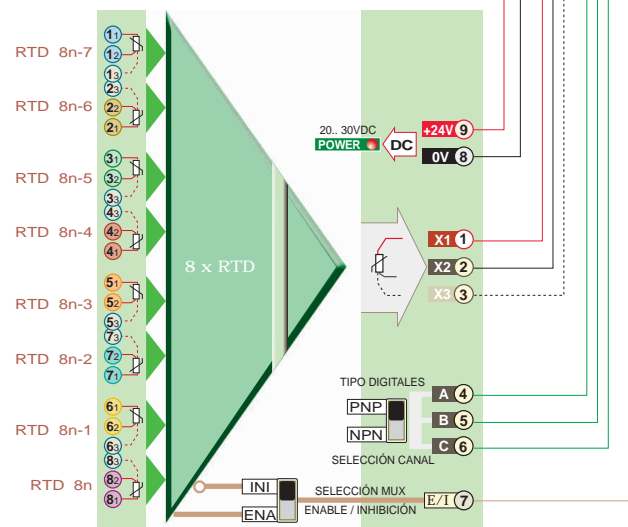 RTD 8n-7
1₁
1₂
1₃
RTD 8n-6
2₃
2₂
2₁
RTD 8n-5
3₁
3₂
3₃
RTD 8n-4
4₃
4₂
4₁
RTD 8n-3
5₁
5₂
5₃
RTD 8n-2
7₃
7₂
7₁
RTD 8n-1
6₁
6₂
6₃
RTD 8n
8₃
8₂
8₁
8 x RTD
20.. 30VDC
POWER
DC
+24V 9
0V 8
X1 1
X2 2
X3 3
TIPO DIGITALES
PNP
NPN
A 4
B 5
C 6
SELECCIÓN CANAL
INI
ENA
SELECCIÓN MUX
ENABLE / INHIBICIÓN
E/I 7